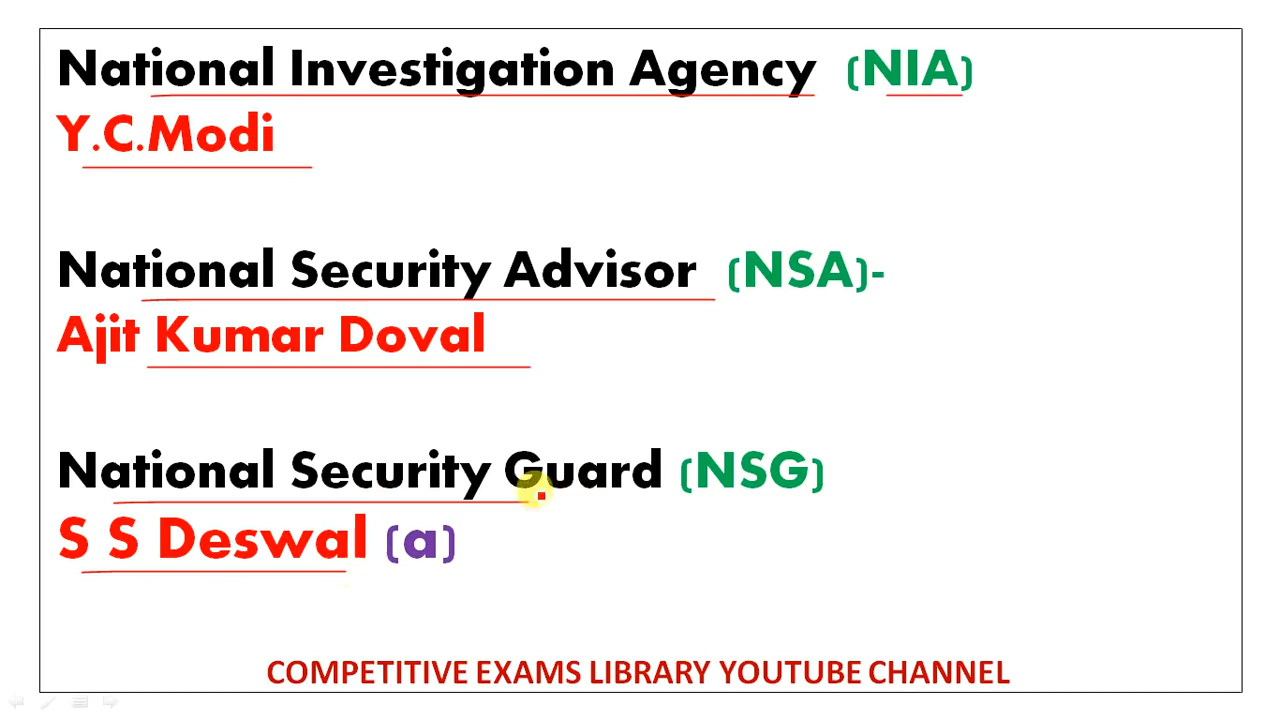 National Investigation Agency (NIA)
Y.C.Modi
National Security Advisor (NSA)-
Ajit Kumar Doval
National Security Guard (NSG)
S S Deswal (a)
COMPETITIVE EXAMS LIBRARY YOUTUBE CHANNEL